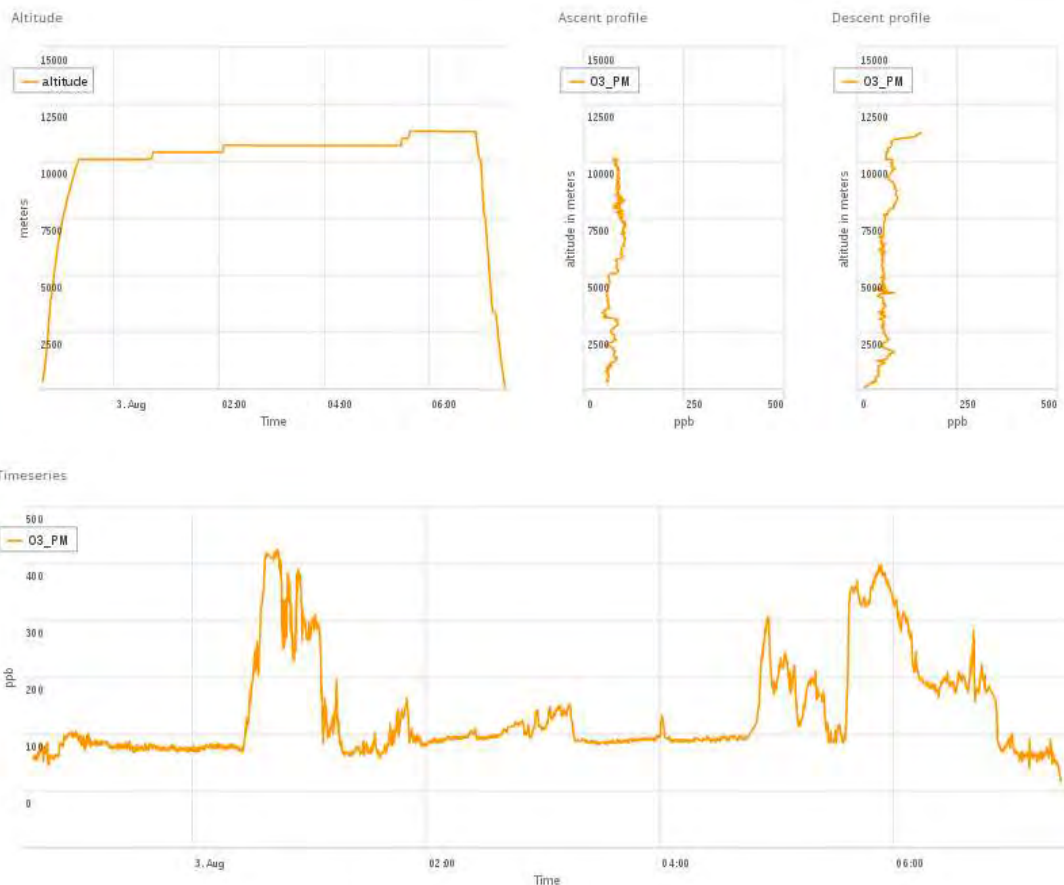 Altitude
15000
altitude
12500
10000
7500
5000
2500
meters
3. Aug
02:00
04:00
06:00
Time
Ascent profile
15000
O3_PM
12500
10000
7500
5000
2500
altitude in meters
0
250
500
ppb
Descent profile
15000
O3_PM
12500
10000
7500
5000
2500
altitude in meters
0
250
500
ppb
Timeseries
500
O3_PM
400
300
200
100
0
ppb
3. Aug
02:00
04:00
06:00
Time